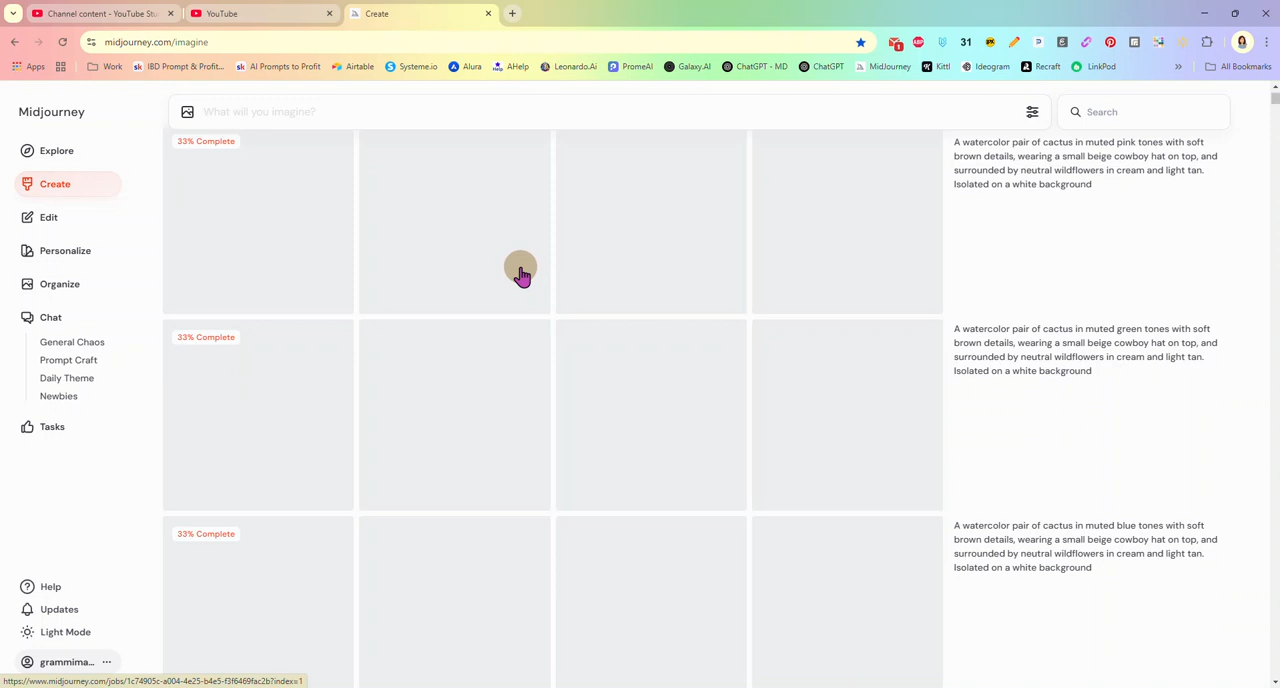 Channel content - YouTube Stu
YouTube
Create
midjourney.com/imagine
1
31
Apps
Work
IBD Prompt & Profit...
AI Prompts to Profit
Airtable
Systeme.io
Alura
AHelp
Leonardo.Ai
PromeAI
Galaxy.AI
ChatGPT - MD
ChatGPT
MidJourney
Kittl
Ideogram
Recraft
LinkPod
»
All Bookmarks
Midjourney
What will you imagine?
Search
Explore
Create
Edit
Personalize
Organize
Chat
General Chaos
Prompt Craft
Daily Theme
Newbies
Tasks
Help
Updates
Light Mode
grammima... ...
33% Complete
A watercolor pair of cactus in muted pink tones with soft
brown details, wearing a small beige cowboy hat on top, and
surrounded by neutral wildflowers in cream and light tan.
Isolated on a white background
33% Complete
A watercolor pair of cactus in muted green tones with soft
brown details, wearing a small beige cowboy hat on top, and
surrounded by neutral wildflowers in cream and light tan.
Isolated on a white background
33% Complete
A watercolor pair of cactus in muted blue tones with soft
brown details, wearing a small beige cowboy hat on top, and
surrounded by neutral wildflowers in cream and light tan.
Isolated on a white background
https://www.midjourney.com/jobs/1c74905c-a004-4e25-b4e5-f3f6469fac2b?index=1